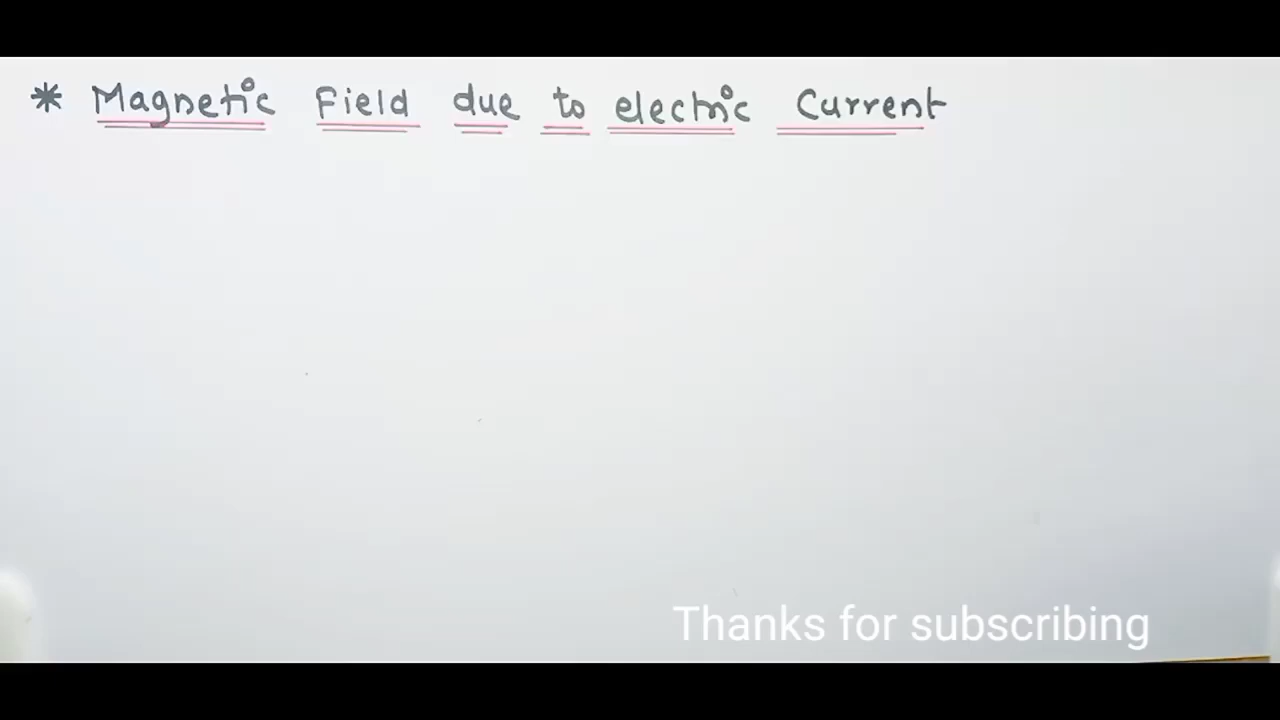 * Magnetic Field due to electric Current
Thanks for subscribing